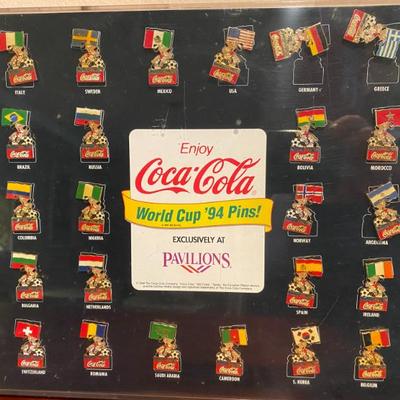 ITALY
SWEDEN
MEXICO
USA
GERMANY
GREECE
BRAZIL
RUSSIA
BOLIVIA
MOROCCO
Enjoy
Coca-Cola
World Cup '94 Pins!
EXCLUSIVELY AT
PAVILIONS
COLOMBIA
NIGERIA
NORWAY
ARGENTINA
BULGARIA
NETHERLANDS
SPAIN
IRELAND
SWITZERLAND
ROMANIA
SAUDI ARABIA
CAMEROON
S. KOREA
BELGIUM